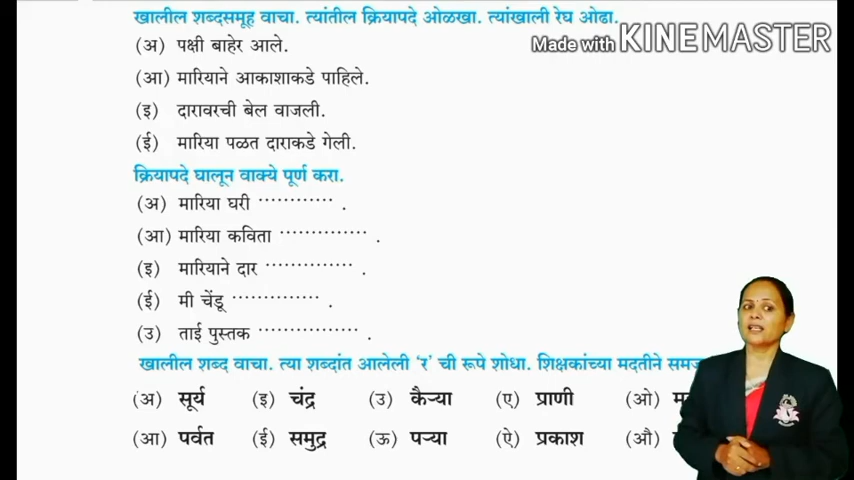 खालील शब्दसमूह वाचा. त्यांतील क्रियापदे ओळखा. त्यांखाली रेघ ओढा.
Made with KINEMASTER
(अ) पक्षी बाहेर आले.
(आ) मारियाने आकाशाकडे पाहिले.
(इ) दारावरची बेल वाजली.
(ई) मारिया पळत दाराकडे गेली.
क्रियापदे घालून वाक्ये पूर्ण करा.
(अ) मारिया घरी ············ .
(आ) मारिया कविता ·············· .
(इ) मारियाने दार ·············· .
(ई) मी चेंडू ·············· .
(उ) ताई पुस्तक ················ .
खालील शब्द वाचा. त्या शब्दांत आलेली 'र' ची रूपे शोधा. शिक्षकांच्या मदतीने
(अ) सूर्य (इ) चंद्र (उ) कैऱ्या (ए) प्राणी (ओ)
(आ) पर्वत (ई) समुद्र (ऊ) पऱ्या (ऐ) प्रकाश (औ)